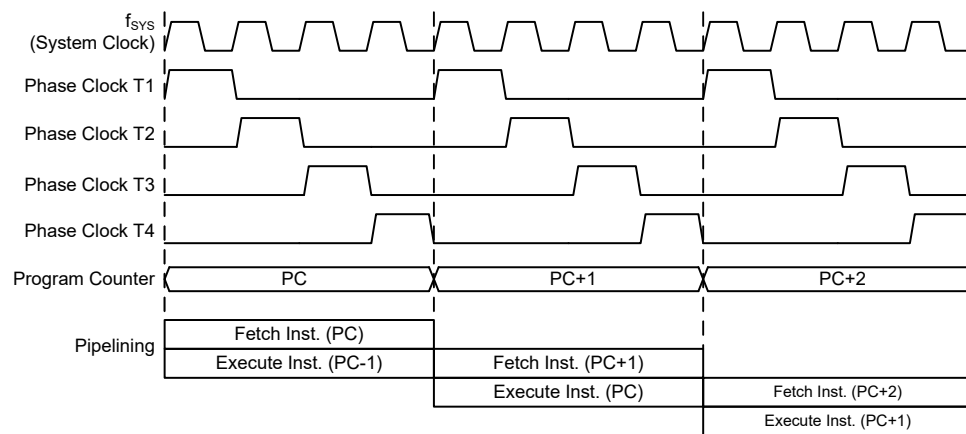 fSYS
(System Clock)
Phase Clock T1
Phase Clock T2
Phase Clock T3
Phase Clock T4
Program Counter PC PC+1 PC+2
Pipelining
Fetch Inst. (PC)
Execute Inst. (PC-1) Fetch Inst. (PC+1)
Execute Inst. (PC) Fetch Inst. (PC+2)
Execute Inst. (PC+1)